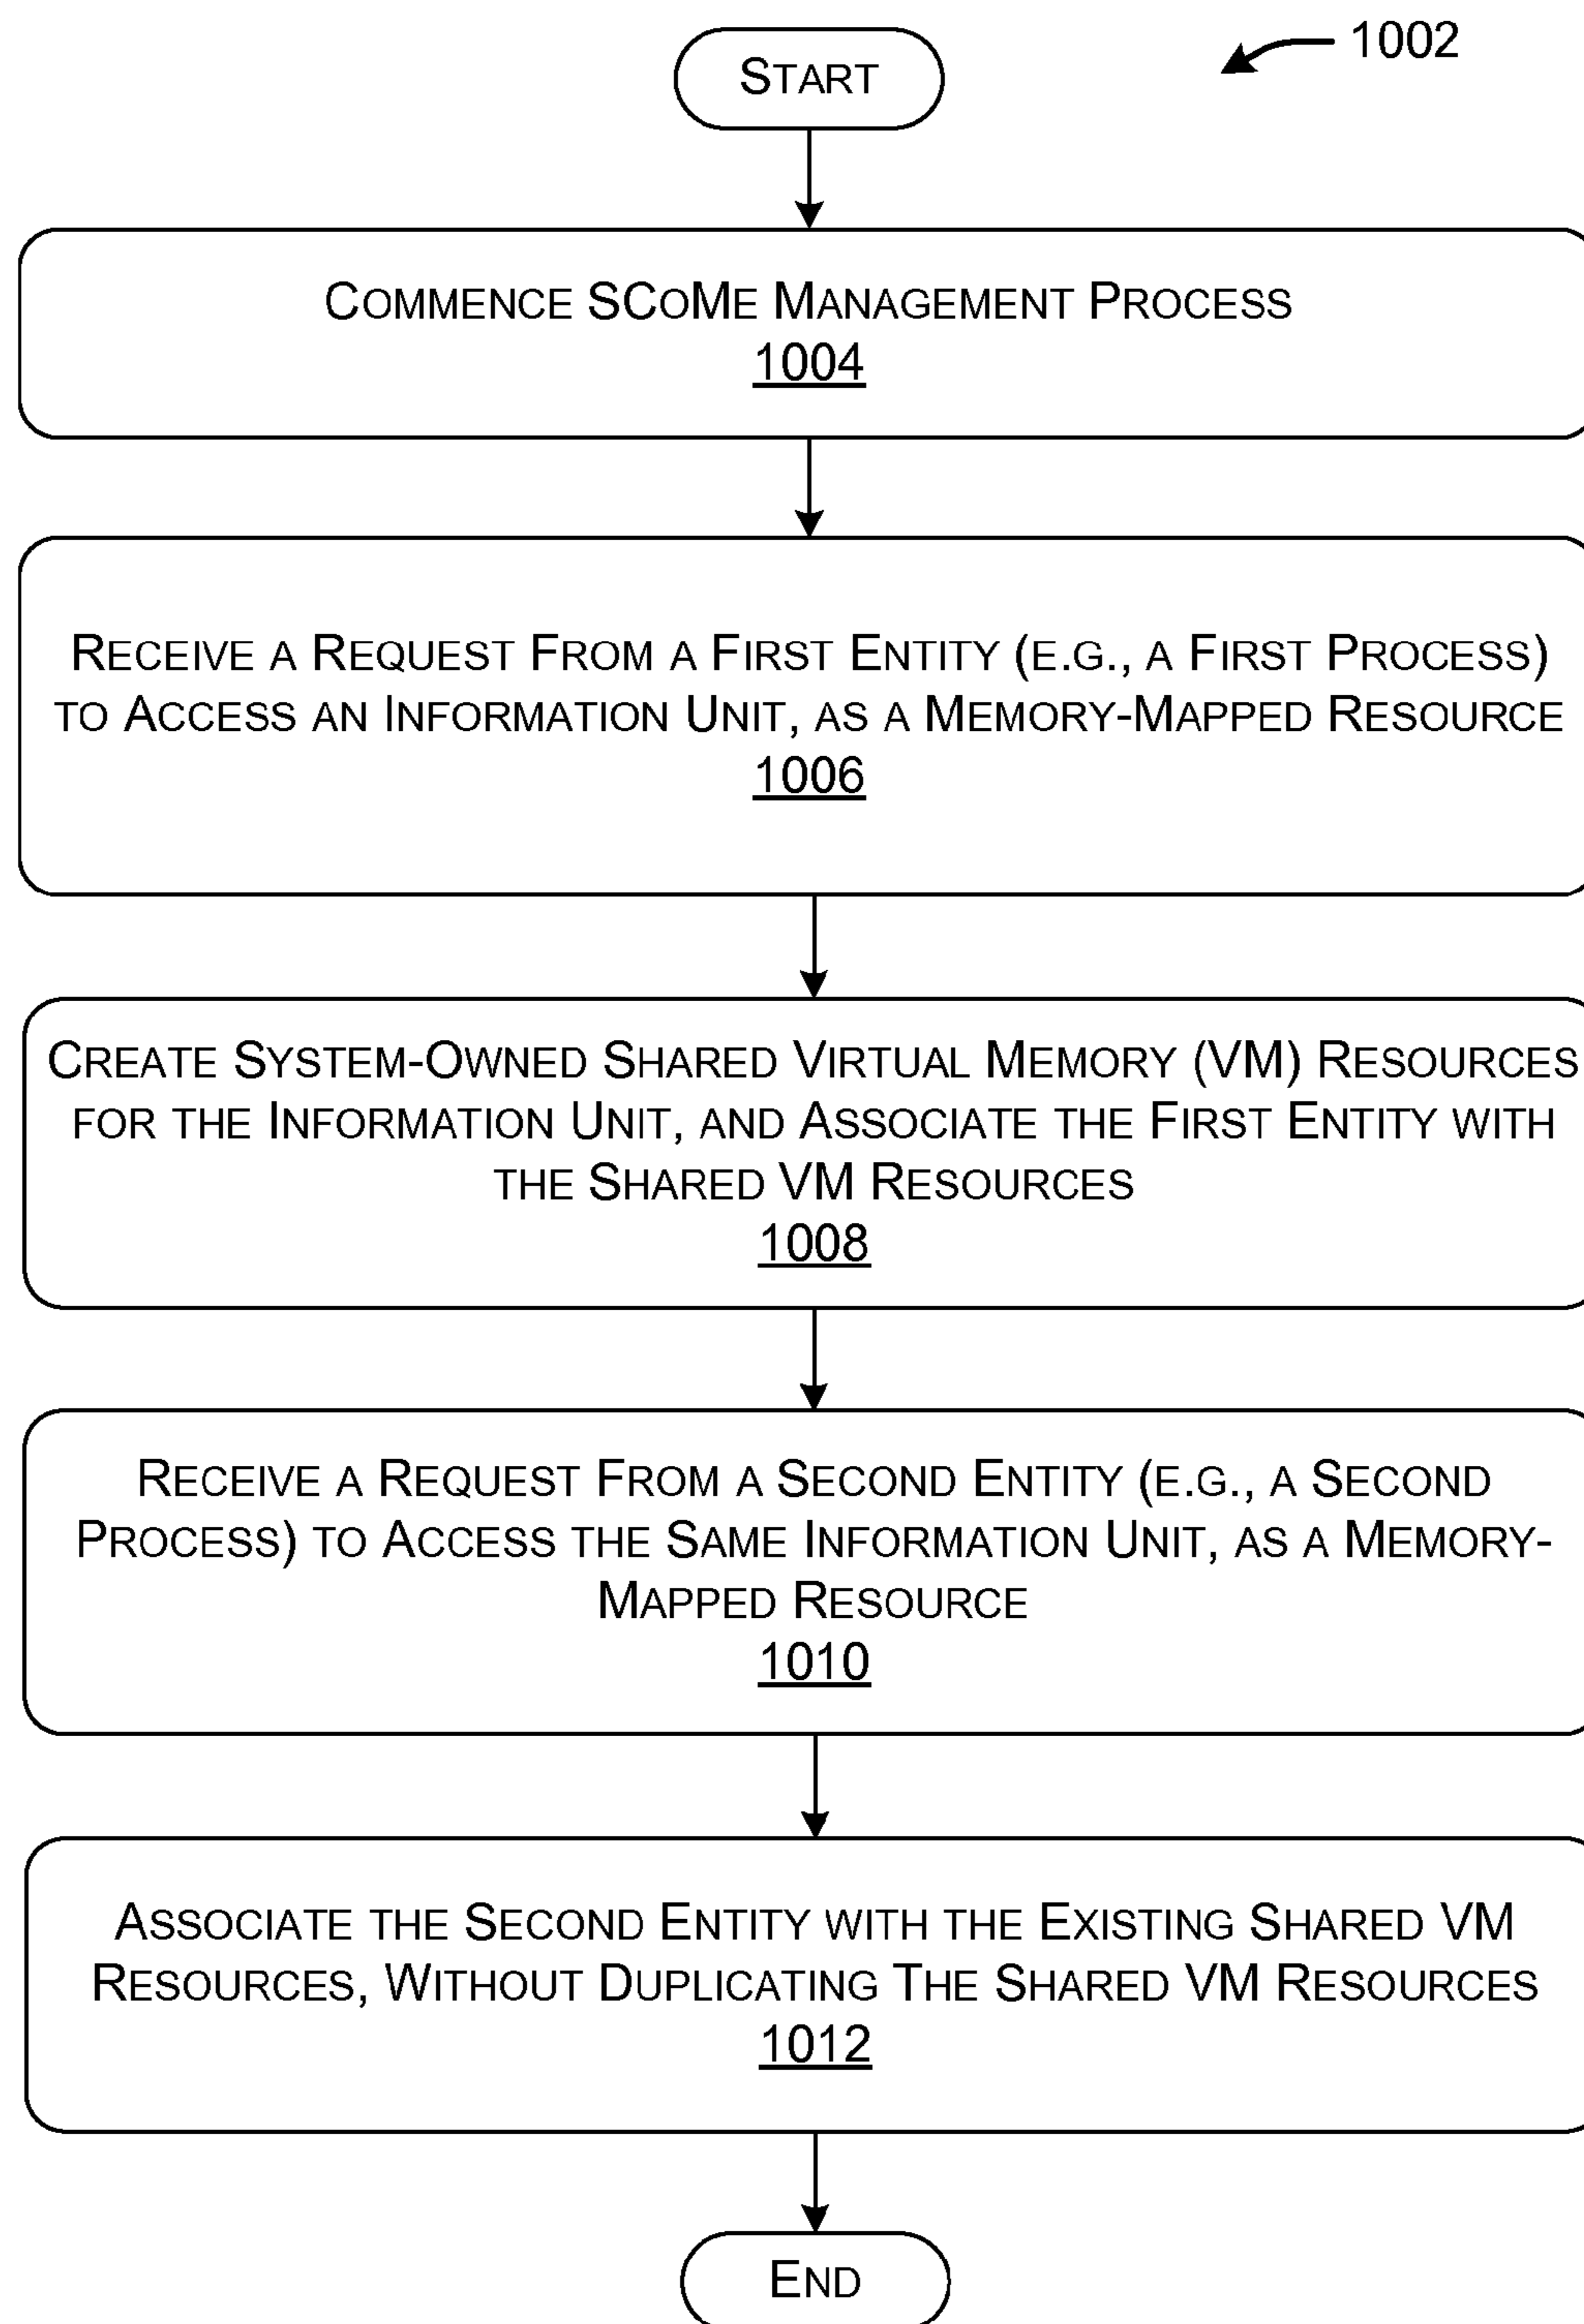 1002
START
COMMENCE SCOME MANAGEMENT PROCESS
1004
RECEIVE A REQUEST FROM A FIRST ENTITY (E.G., A FIRST PROCESS)
TO ACCESS AN INFORMATION UNIT, AS A MEMORY-MAPPED RESOURCE
1006
CREATE SYSTEM-OWNED SHARED VIRTUAL MEMORY (VM) RESOURCES
FOR THE INFORMATION UNIT, AND ASSOCIATE THE FIRST ENTITY WITH
THE SHARED VM RESOURCES
1008
RECEIVE A REQUEST FROM A SECOND ENTITY (E.G., A SECOND
PROCESS) TO ACCESS THE SAME INFORMATION UNIT, AS A MEMORY-
MAPPED RESOURCE
1010
ASSOCIATE THE SECOND ENTITY WITH THE EXISTING SHARED VM
RESOURCES, WITHOUT DUPLICATING THE SHARED VM RESOURCES
1012
END